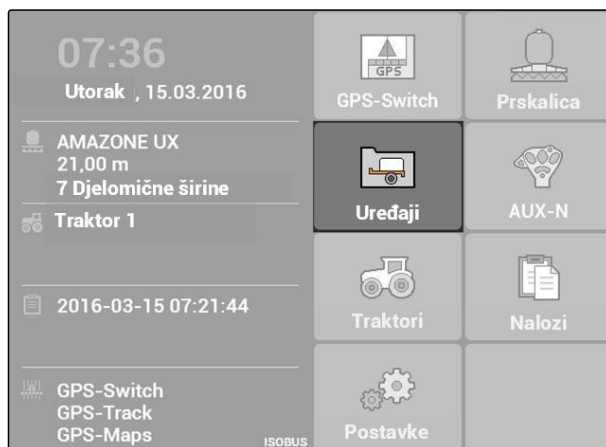 07:36
Utorak , 15.03.2016
AMAZONE UX
21,00 m
7 Djelomične širine
Traktor 1
2016-03-15 07:21:44
GPS-Switch
GPS-Track
GPS-Maps
ISOBUS
GPS
GPS-Switch
Prskalica
Uređaji
AUX-N
Traktori
Nalozi
Postavke